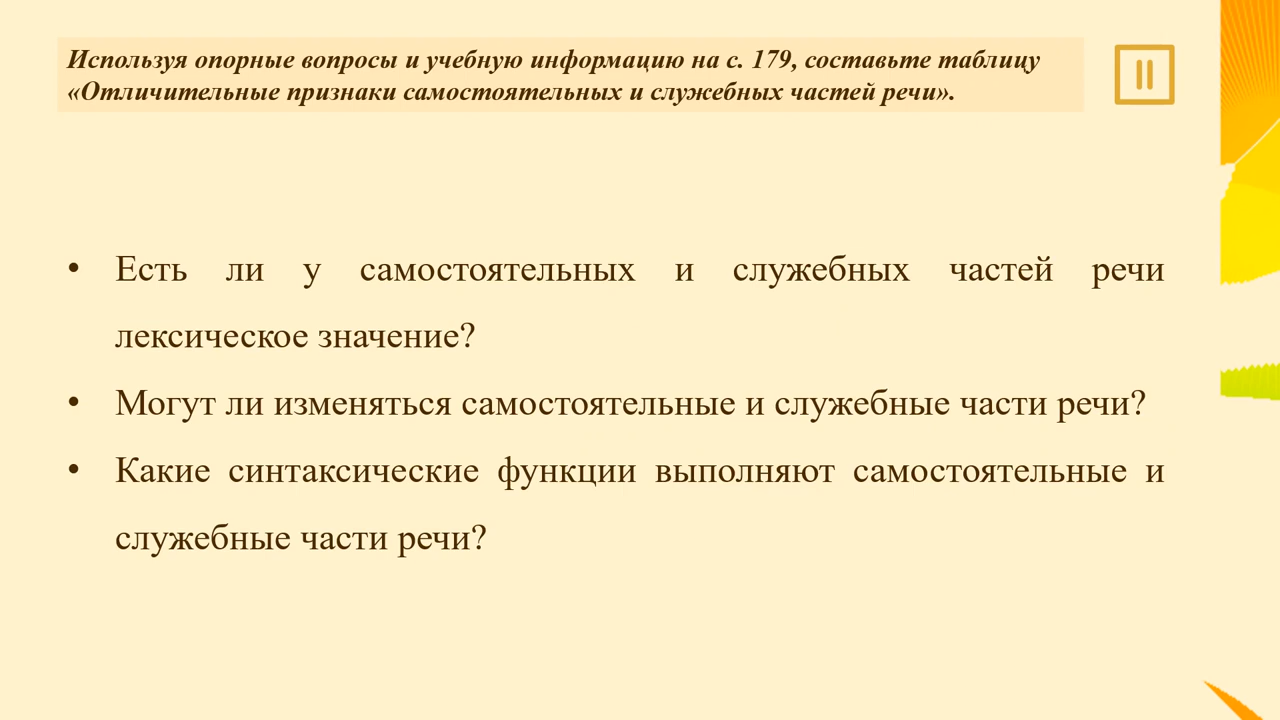 Используя опорные вопросы и учебную информацию на с. 179, составьте таблицу
«Отличительные признаки самостоятельных и служебных частей речи».
• Есть ли у самостоятельных и служебных частей речи
лексическое значение?
• Могут ли изменяться самостоятельные и служебные части речи?
• Какие синтаксические функции выполняют самостоятельные и
служебные части речи?